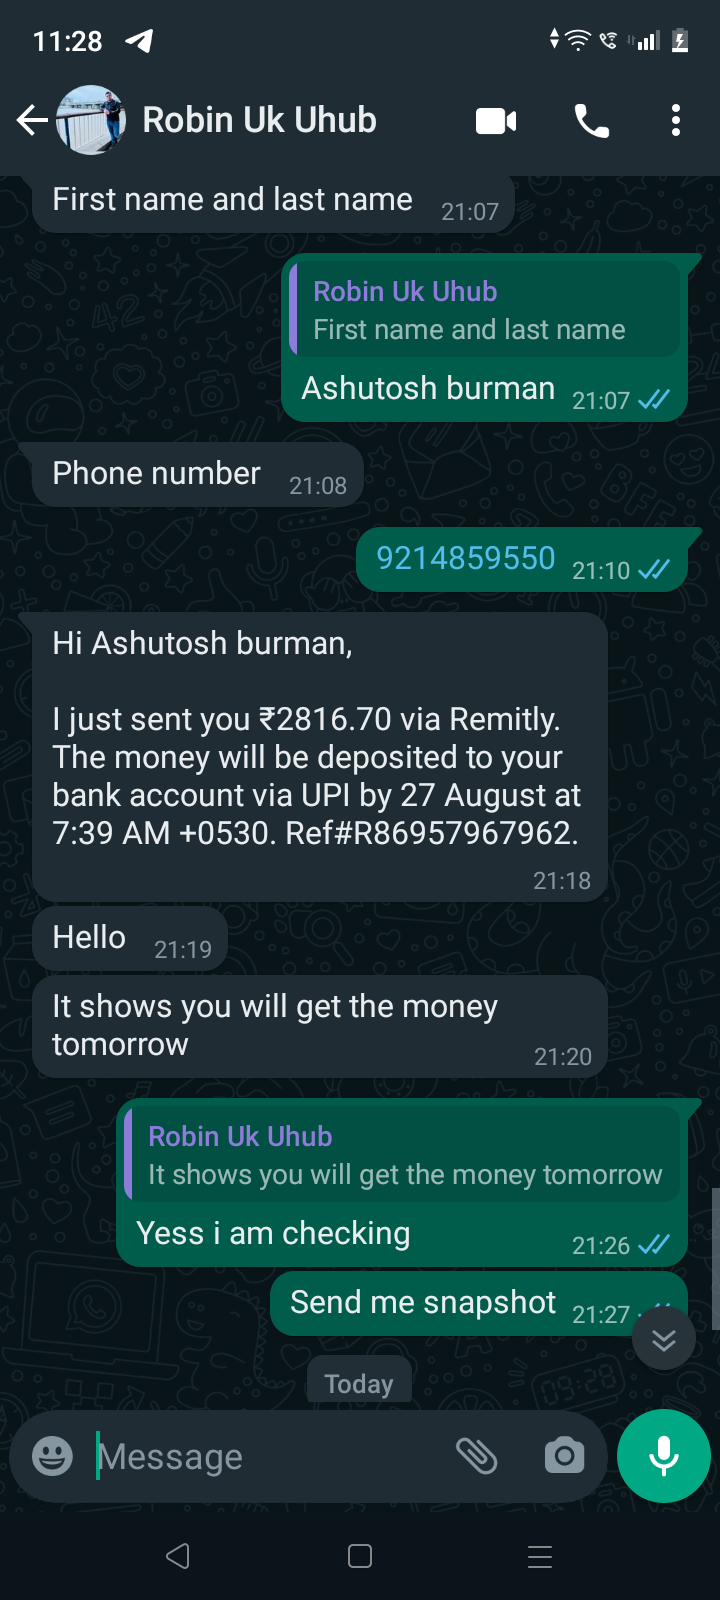 11:28
Robin Uk Uhub
First name and last name 21:07
Robin Uk Uhub
First name and last name
Ashutosh burman 21:07
Phone number 21:08
9214859550 21:10
Hi Ashutosh burman,
I just sent you ₹2816.70 via Remitly.
The money will be deposited to your
bank account via UPI by 27 August at
7:39 AM +0530. Ref#R86957967962.
21:18
Hello 21:19
It shows you will get the money
tomorrow 21:20
Robin Uk Uhub
It shows you will get the money tomorrow
Yess i am checking 21:26
Send me snapshot 21:27
Today
Message